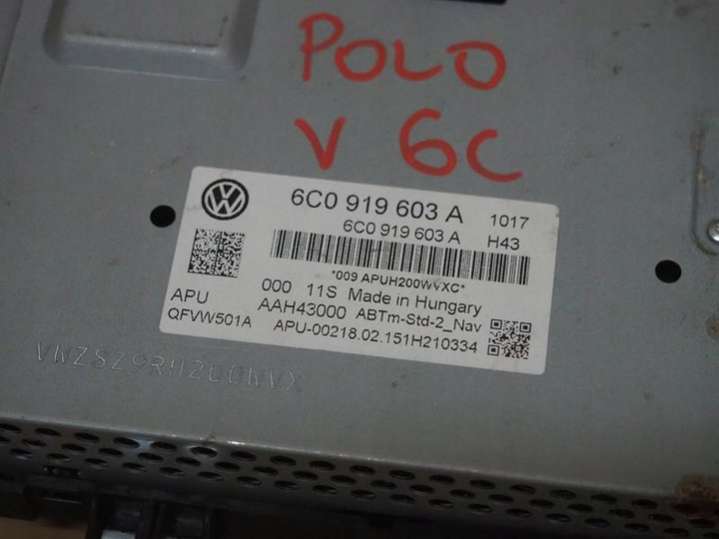 POLO
V 6C
6C0 919 603 A 1017
6C0 919 603 A H43
*009 APUH200WVXC*
000 11S Made in Hungary
APU AAH43000 ABTm-Std-2_Nav
QFVW501A APU-00218.02.151H210334